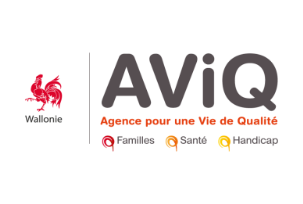 AViQ
Wallonie
Agence pour une Vie de Qualité
Familles Santé Handicap